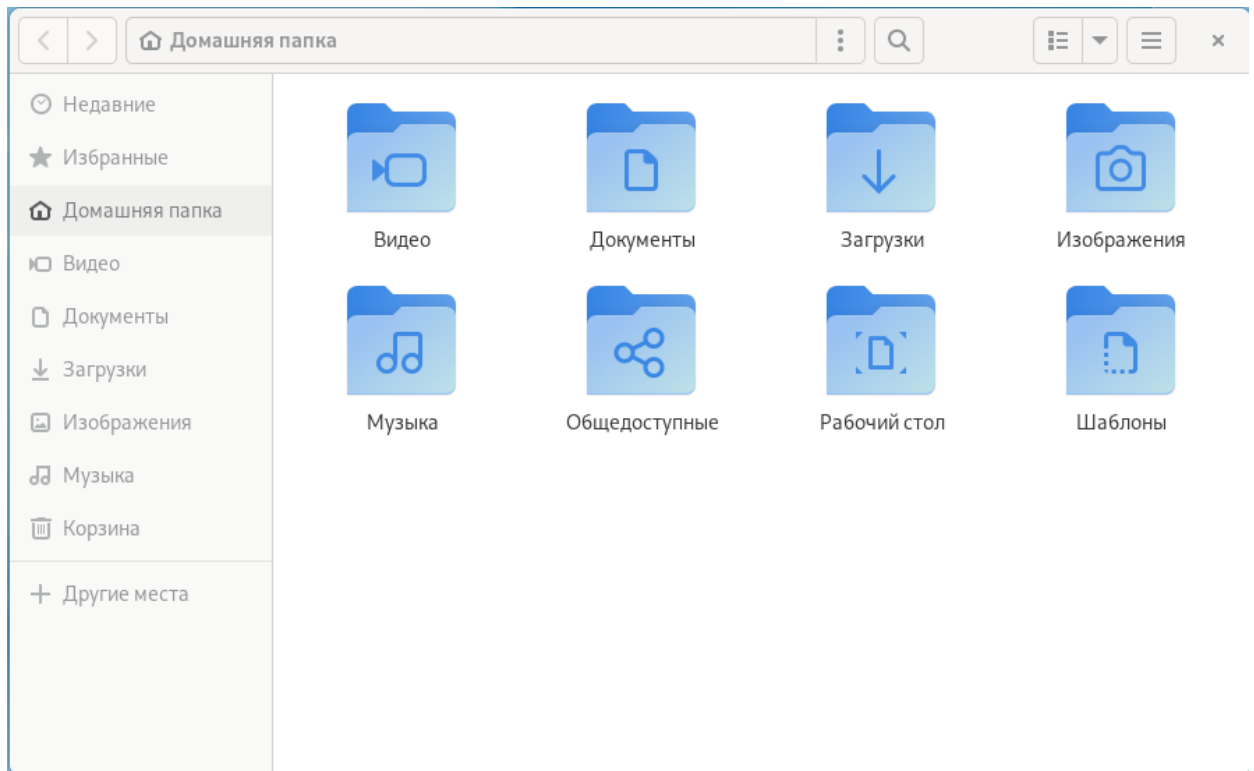 Домашняя папка
Недавние
Избранные
Домашняя папка
Видео
Документы
Загрузки
Изображения
Музыка
Корзина
Другие места
Видео
Документы
Загрузки
Изображения
Музыка
Общедоступные
Рабочий стол
Шаблоны